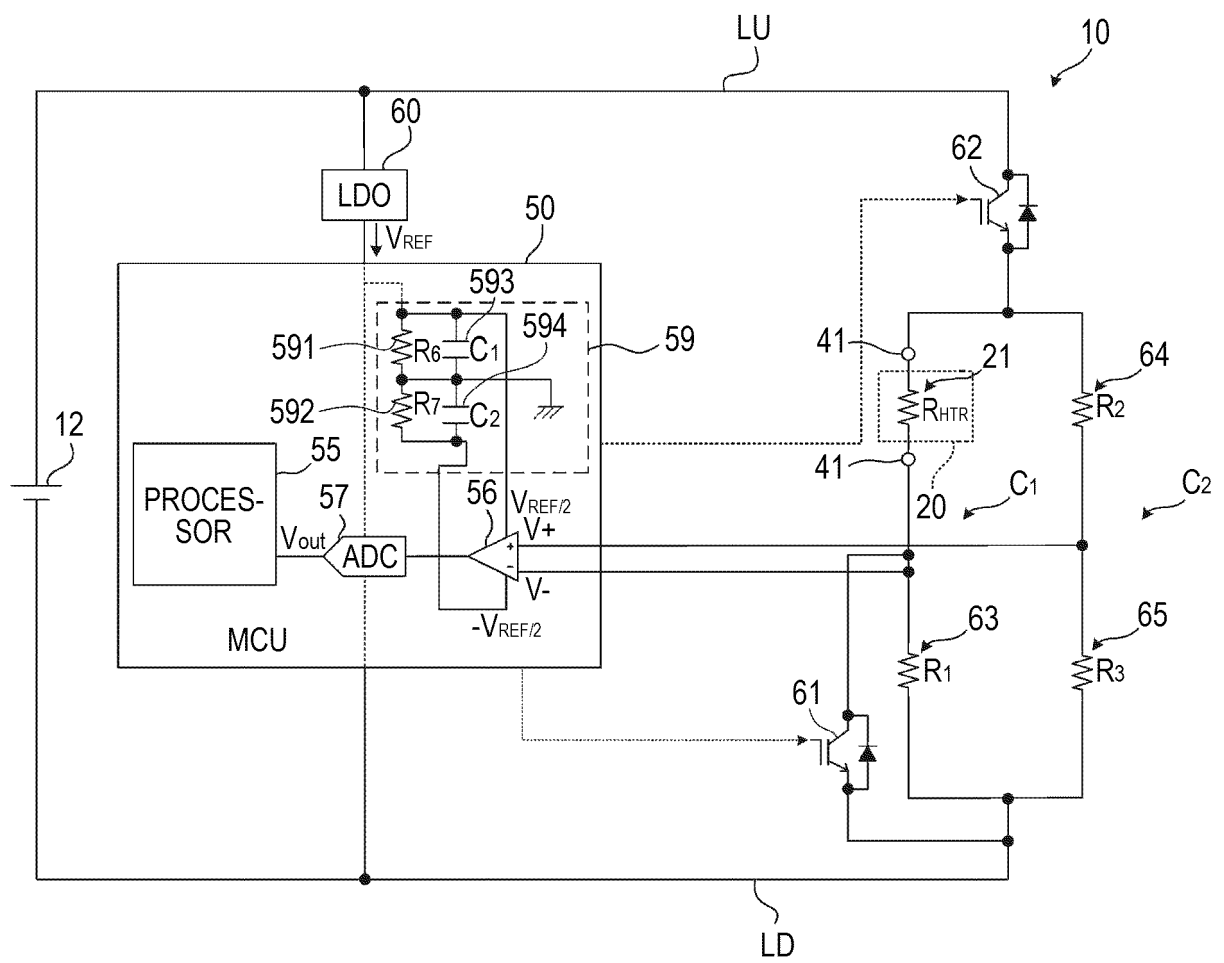 LU
10
60
LDO
62
VREF
50
593
594
591
R6
C1
59
41
21
64
592
R7
C2
RHTR
R2
12
55
41
20
C1
C2
PROCES-
SOR
57
56
VREF/2
V+
Vout
ADC
+
-
V-
-VREF/2
MCU
63
65
R1
R3
61
LD